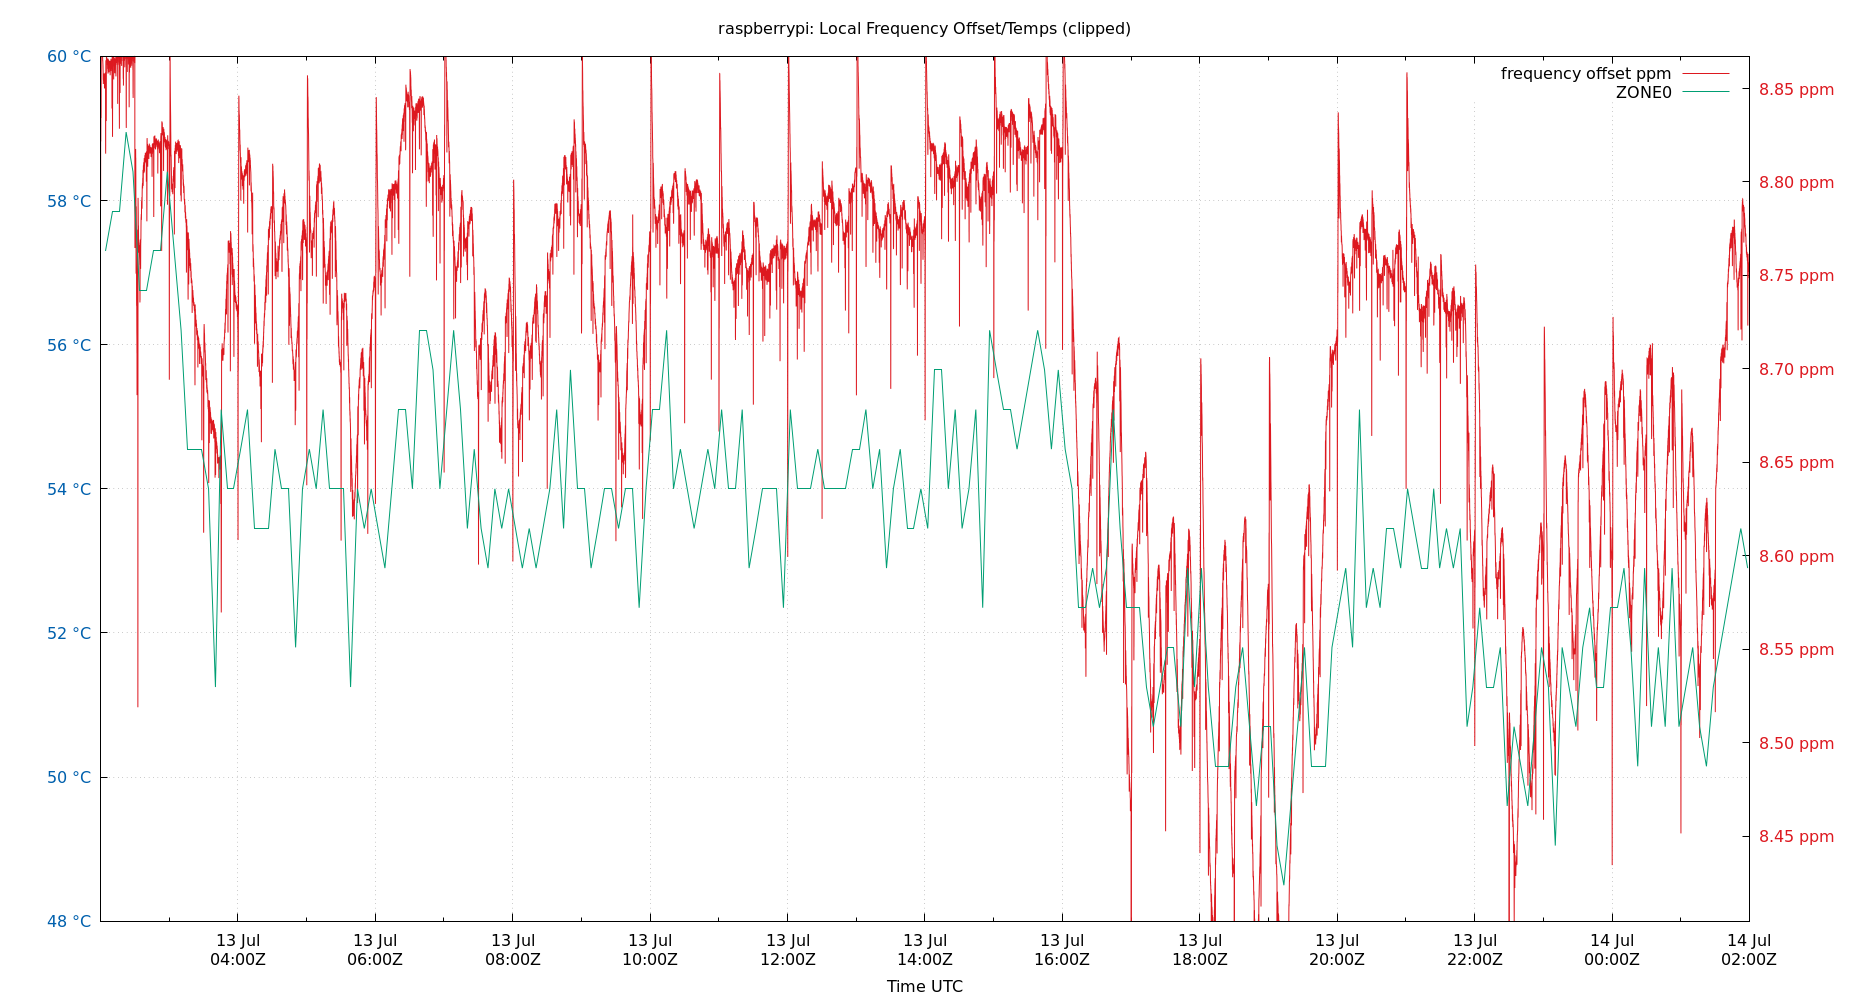 raspberrypi: Local Frequency Offset/Temps (clipped)
frequency offset ppm
ZONE0
60 °C
58 °C
56 °C
54 °C
52 °C
50 °C
48 °C
8.85 ppm
8.80 ppm
8.75 ppm
8.70 ppm
8.65 ppm
8.60 ppm
8.55 ppm
8.50 ppm
8.45 ppm
13 Jul 13 Jul 13 Jul 13 Jul 13 Jul 13 Jul 13 Jul 13 Jul 13 Jul 13 Jul 14 Jul 14 Jul
04:00Z 06:00Z 08:00Z 10:00Z 12:00Z 14:00Z 16:00Z 18:00Z 20:00Z 22:00Z 00:00Z 02:00Z
Time UTC